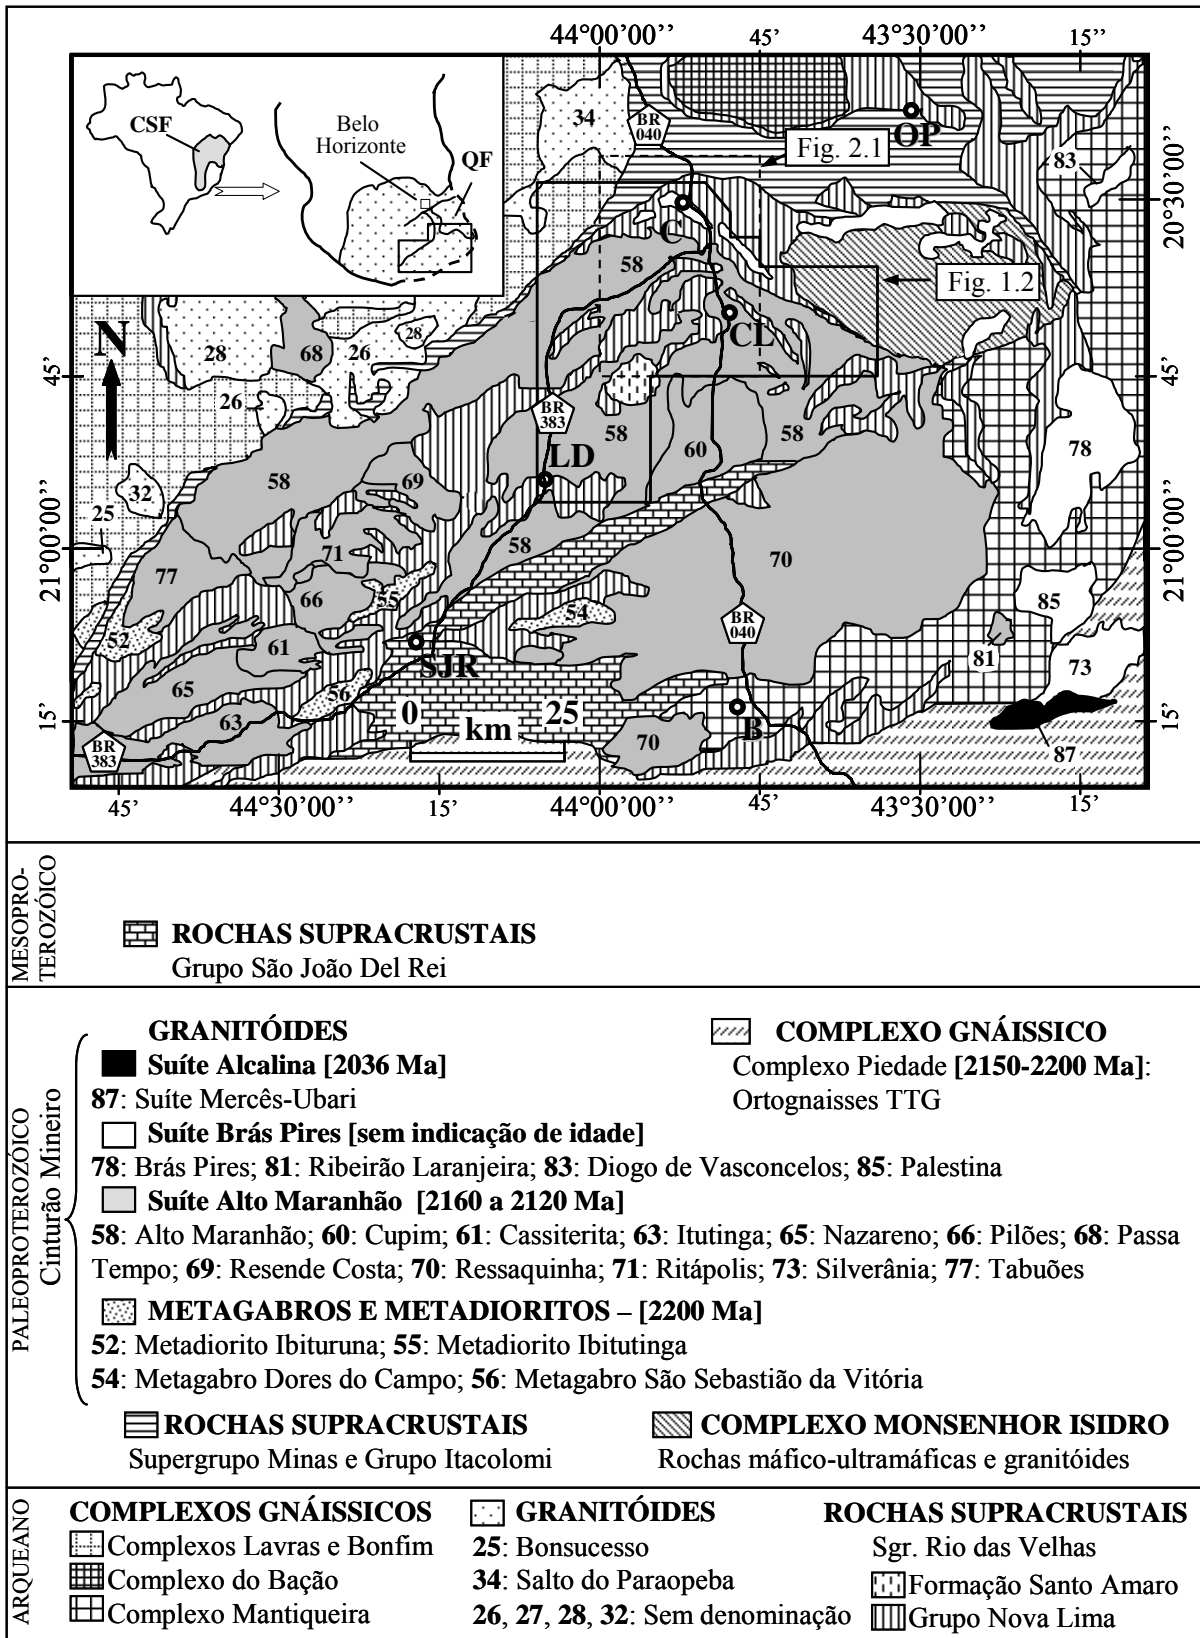 44°00'00'' 45' 43°30'00'' 15''
CSF
Belo
Horizonte
QF
34
BR
040
OP
Fig. 2.1
83
20°30'00''
C
58
Fig. 1.2
N
28
68
26
28
CL
45'
45'
26
BR
383
58
58
60
78
LD
58
69
32
25
21°00'00''
21°00'00''
71
58
70
77
66
55
54
85
BR
040
52
61
81
73
SJR
65
56
63
0 25
km
B
15'
15'
70
BR
383
87
45' 44°30'00'' 15' 44°00'00'' 45' 43°30'00'' 15'
MESOPRO-
TEROZÓICO
ROCHAS SUPRACRUSTAIS
Grupo São João Del Rei
PALEOPROTEROZÓICO
Cinturão Mineiro
GRANITÓIDES
Suíte Alcalina [2036 Ma]
87: Suíte Mercês-Ubari
COMPLEXO GNÁISSICO
Complexo Piedade [2150-2200 Ma]:
Ortognaisses TTG
Suíte Brás Pires [sem indicação de idade]
78: Brás Pires; 81: Ribeirão Laranjeira; 83: Diogo de Vasconcelos; 85: Palestina
Suíte Alto Maranhão [2160 a 2120 Ma]
58: Alto Maranhão; 60: Cupim; 61: Cassiterita; 63: Itutinga; 65: Nazareno; 66: Pilões; 68: Passa
Tempo; 69: Resende Costa; 70: Ressaquinha; 71: Ritápolis; 73: Silverânia; 77: Tabuões
METAGABROS E METADIORITOS – [2200 Ma]
52: Metadiorito Ibituruna; 55: Metadiorito Ibitutinga
54: Metagabro Dores do Campo; 56: Metagabro São Sebastião da Vitória
ROCHAS SUPRACRUSTAIS
Supergrupo Minas e Grupo Itacolomi
COMPLEXO MONSENHOR ISIDRO
Rochas máfico-ultramáficas e granitóides
ARQUEANO
COMPLEXOS GNÁISSICOS
Complexos Lavras e Bonfim
Complexo do Bação
Complexo Mantiqueira
GRANITÓIDES
25: Bonsucesso
34: Salto do Paraopeba
26, 27, 28, 32: Sem denominação
ROCHAS SUPRACRUSTAIS
Sgr. Rio das Velhas
Formação Santo Amaro
Grupo Nova Lima